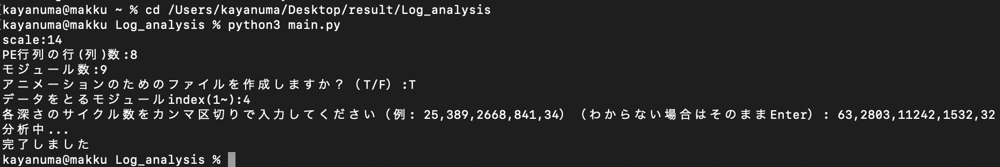 kayanuma@makku ~ % cd /Users/kayanuma/Desktop/result/Log_analysis
kayanuma@makku Log_analysis % python3 main.py
scale:14
PE行列の行(列)数:8
モジュール数:9
アニメーションのためのファイルを作成しますか？（T/F）:T
データをとるモジュールindex(1~):4
各深さのサイクル数をカンマ区切りで入力してください（例: 25,389,2668,841,34）（わからない場合はそのままEnter）: 63,2803,11242,1532,32
分析中...
完了しました
kayanuma@makku Log_analysis %